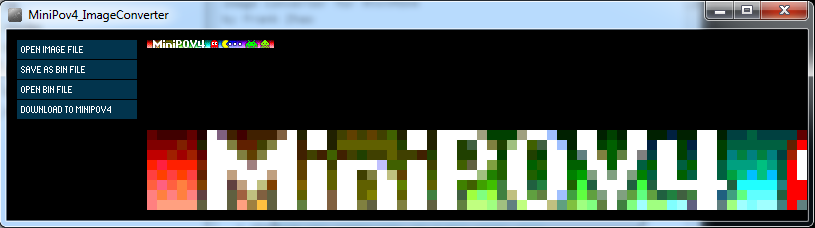 MiniPov4_ImageConverter
OPEN IMAGE FILE
SAVE AS BIN FILE
OPEN BIN FILE
DOWNLOAD TO MINIPOV4
MiniPOV4
MiniPOV4